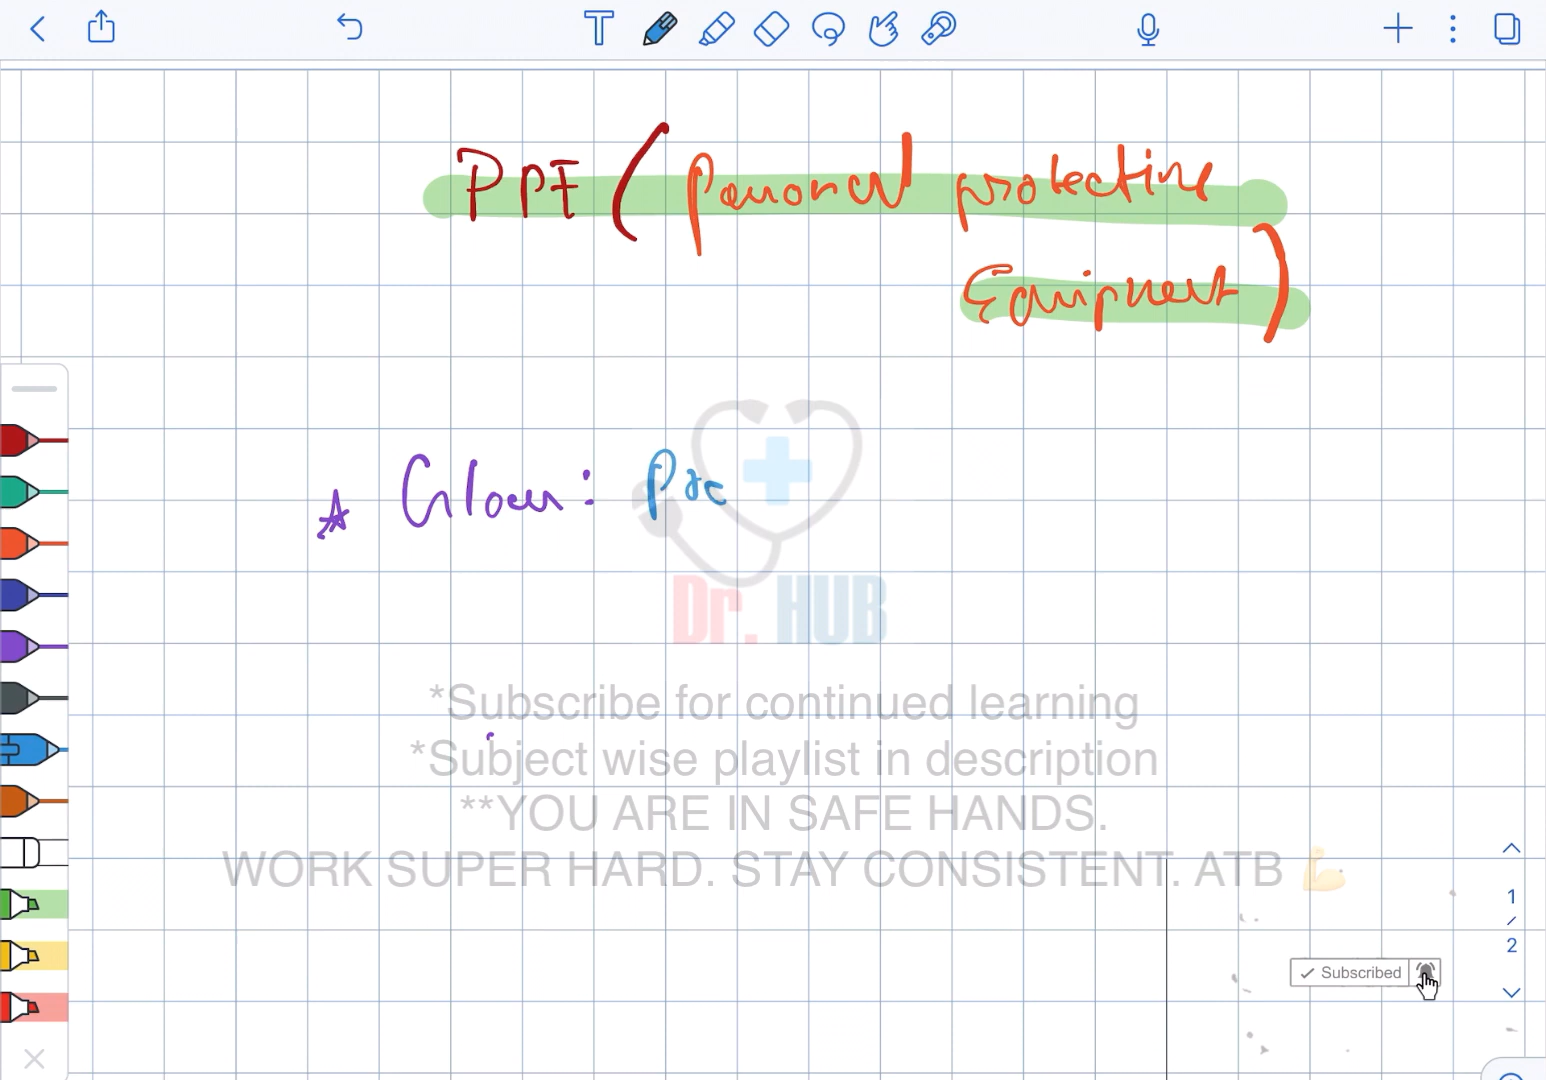 PPE (Personal protective
Equipment)
☆ Gloves: Pro
Dr. HUB
*Subscribe for continued learning
*Subject wise playlist in description
**YOU ARE IN SAFE HANDS.
WORK SUPER HARD. STAY CONSISTENT. ATB 💪
1
/
2
✓ Subscribed